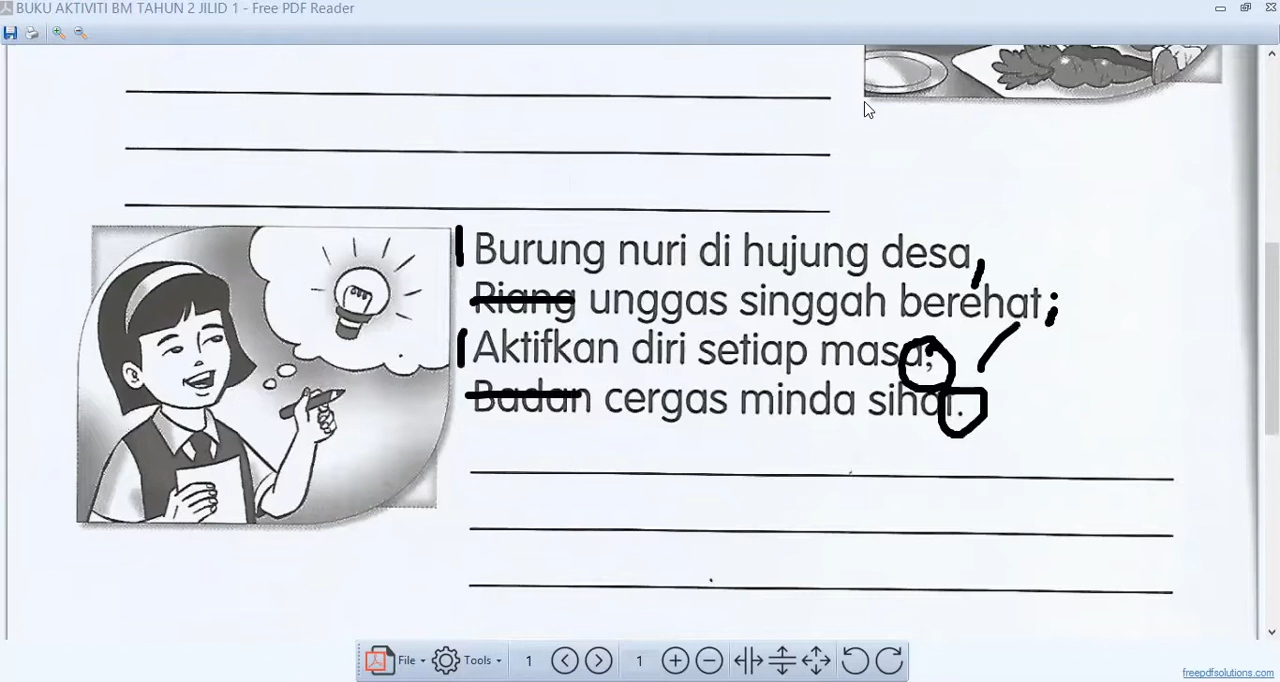 BUKU AKTIVITI BM TAHUN 2 JILID 1 - Free PDF Reader
Burung nuri di hujung desa,
Riang unggas singgah berehat;
Aktifkan diri setiap masa,
Badan cergas minda sihat.
File Tools 1 1
freepdfsolutions.com